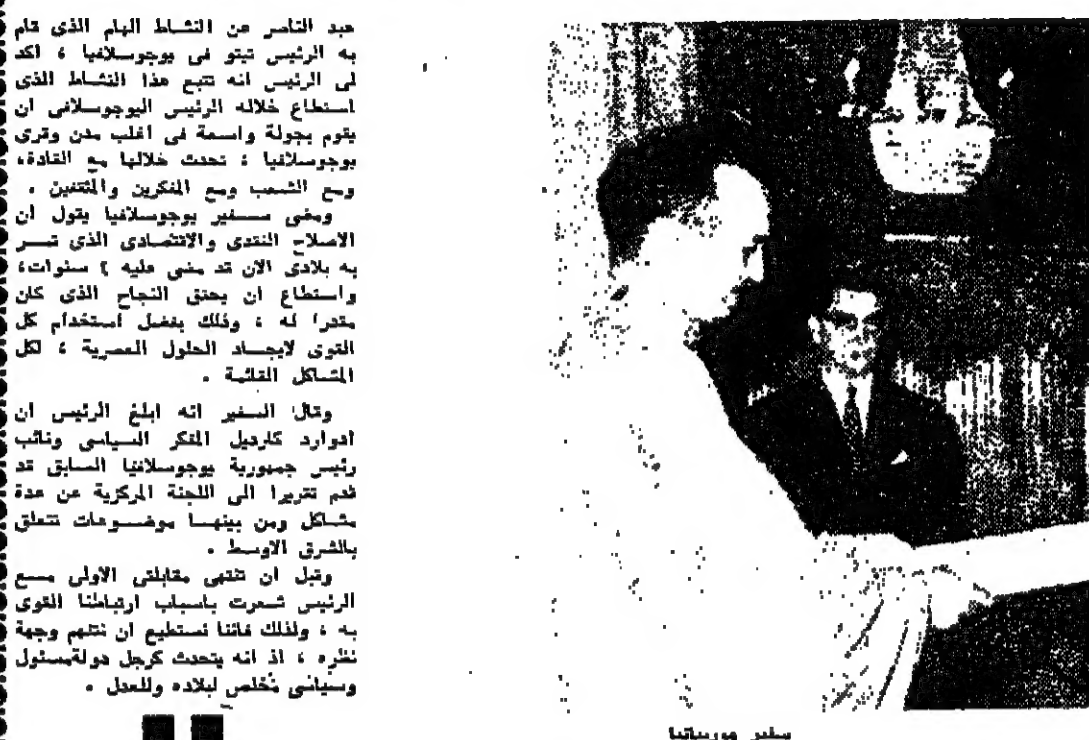 عبد الناصر عن النشاط الهام الذى قام
به الرئيس تيتو فى يوجوسلافيا ، اكد
لى الرئيس انه تتبع هذا النشاط الذى
استطاع خلاله الرئيس اليوجوسلافى ان
يقوم بجولة واسعة فى اغلب مدن وقرى
يوجوسلافيا ، تحدث خلالها مع القادة،
ومع الشعب ومع المفكرين والمثقفين .
ومضى سفير يوجوسلافيا يقول ان
الاصلاح النقدى والاقتصادى الذى تمر
به بلادى الان قد مضى عليه ٢ سنوات،
واستطاع ان يحقق النجاح الذى كان
مقدرا له ، وذلك بفضل استخدام كل
القوى لايجاد الحلول العصرية ، لكل
المشاكل القائمة .
وقال السفير انه ابلغ الرئيس ان
ادوارد كارديل المفكر السياسى ونائب
رئيس جمهورية يوجوسلافيا السابق قد
قدم تقريرا الى اللجنة المركزية عن عدة
مشاكل ومن بينها موضوعات تتعلق
بالشرق الاوسط .
وقبل ان تنتهى مقابلتى الاولى مع
الرئيس شعرت باسباب ارتباطنا القوى
به ، ولذلك فاننا نستطيع ان نتفهم وجهة
نظره ، اذ انه يتحدث كرجل دولةمسئول
وسياسى مخلص لبلاده وللعدل .
سفير موريتانيا